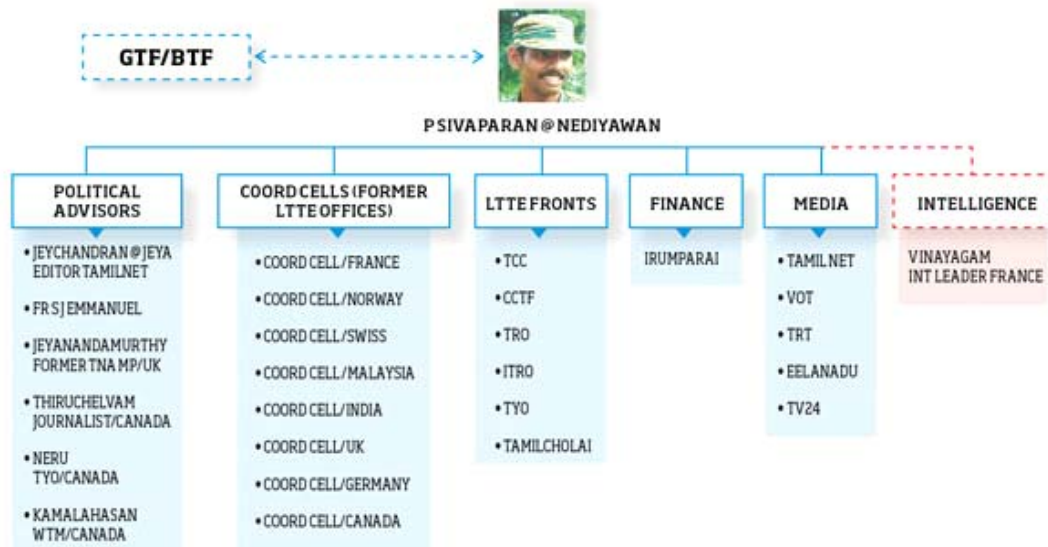 GTF/BTF
P SIVAPARAN @ NEDIYAWAN
POLITICAL
ADVISORS
• JEYCHANDRAN @ JEYA
EDITOR TAMILNET
• FR SJ EMMANUEL
• JEYANANDAMURTHY
FORMER TNA MP/UK
• THIRUCHELVAM
JOURNALIST/CANADA
• NERU
TYO/CANADA
• KAMALAHASAN
WTM/CANADA
COORD CELLS (FORMER
LTTE OFFICES)
• COORD CELL/FRANCE
• COORD CELL/NORWAY
• COORD CELL/SWISS
• COORD CELL/MALAYSIA
• COORD CELL/INDIA
• COORD CELL/UK
• COORD CELL/GERMANY
• COORD CELL/CANADA
LTTE FRONTS
• TCC
• CCTF
• TRO
• ITRO
• TYO
• TAMILCHOLAI
FINANCE
IRUMPARAI
MEDIA
• TAMIL NET
• VOT
• TRT
• EELANADU
• TV24
INTELLIGENCE
VINAYAGAM
INT LEADER FRANCE